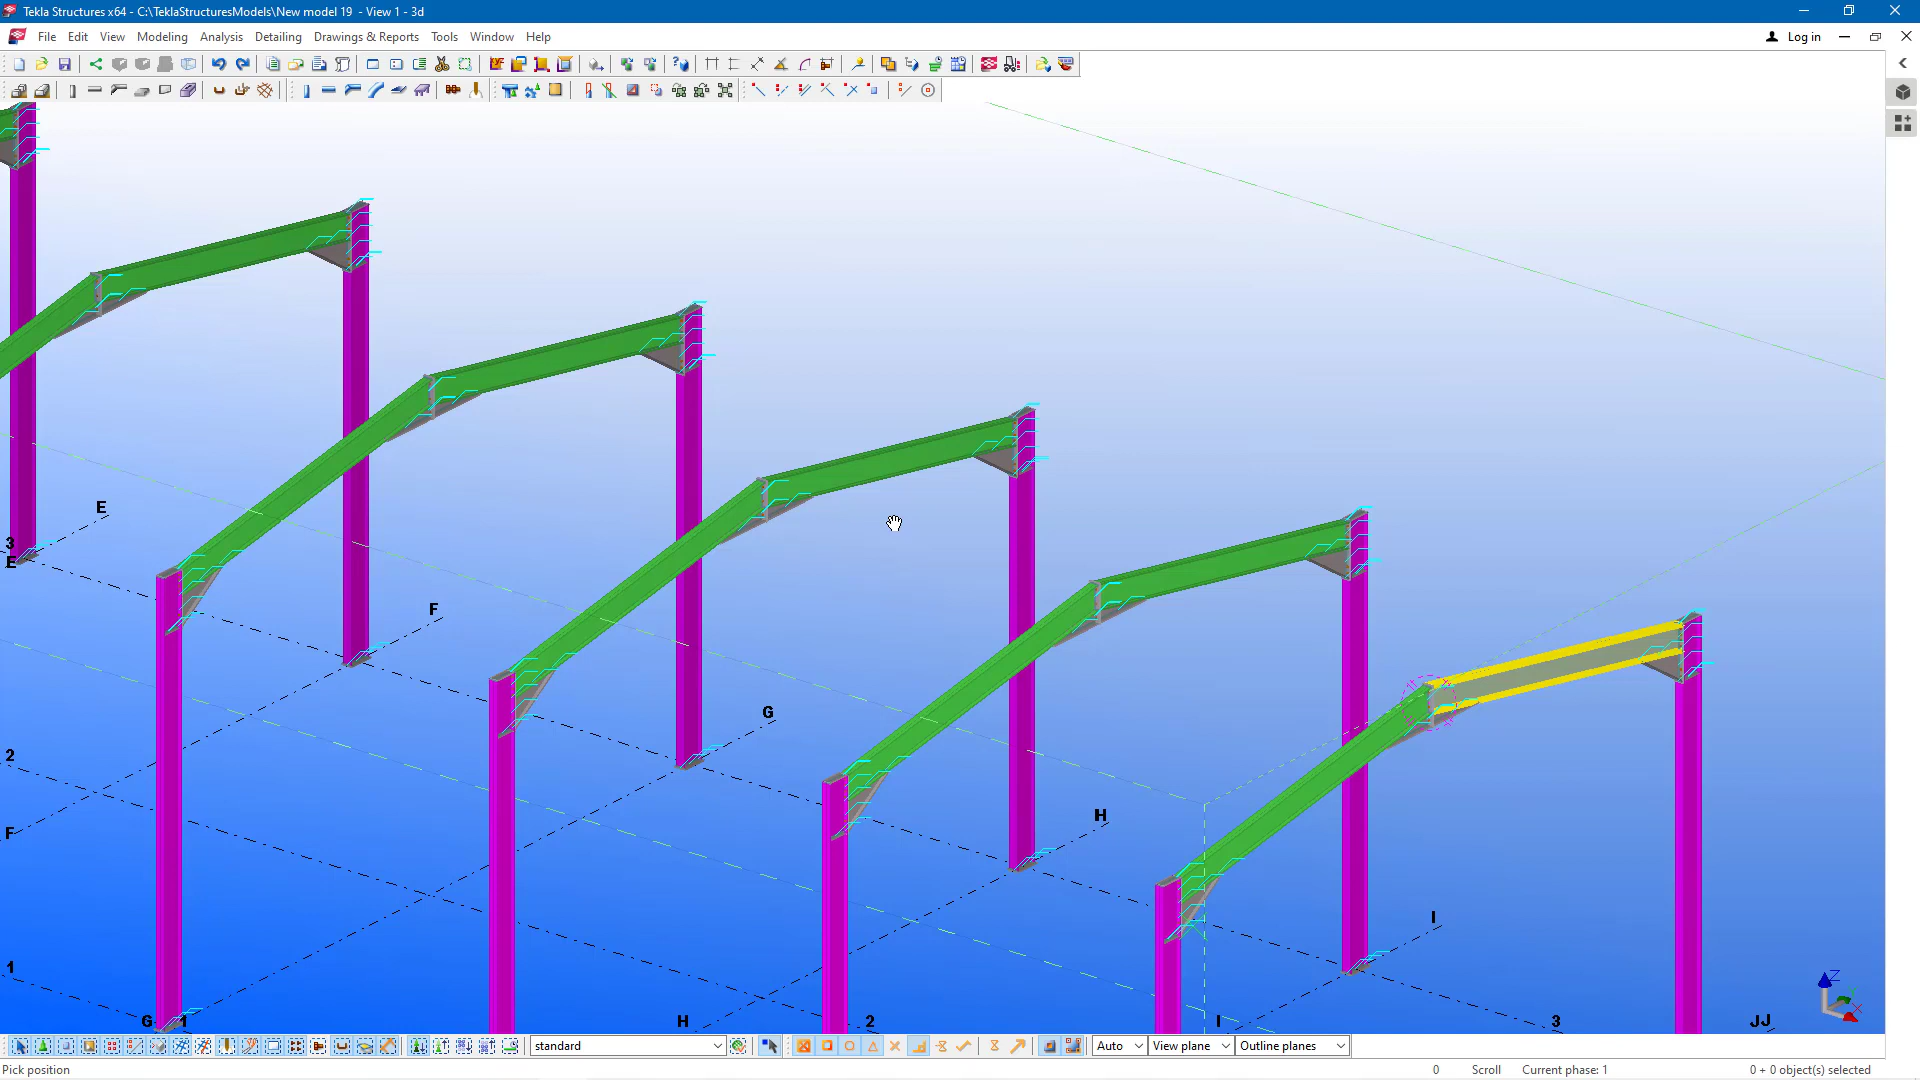 Tekla Structures x64 - C:\TeklaStructuresModels\New model 19 - View 1 - 3d
File Edit View Modeling Analysis Detailing Drawings & Reports Tools Window Help
Log in
E
3
E
F
G
2
H
F
I
1
G 1
H
2
I
3
JJ
Z
X
standard
Auto
View plane
Outline planes
Pick position
0
Scroll
Current phase: 1
0 + 0 object(s) selected